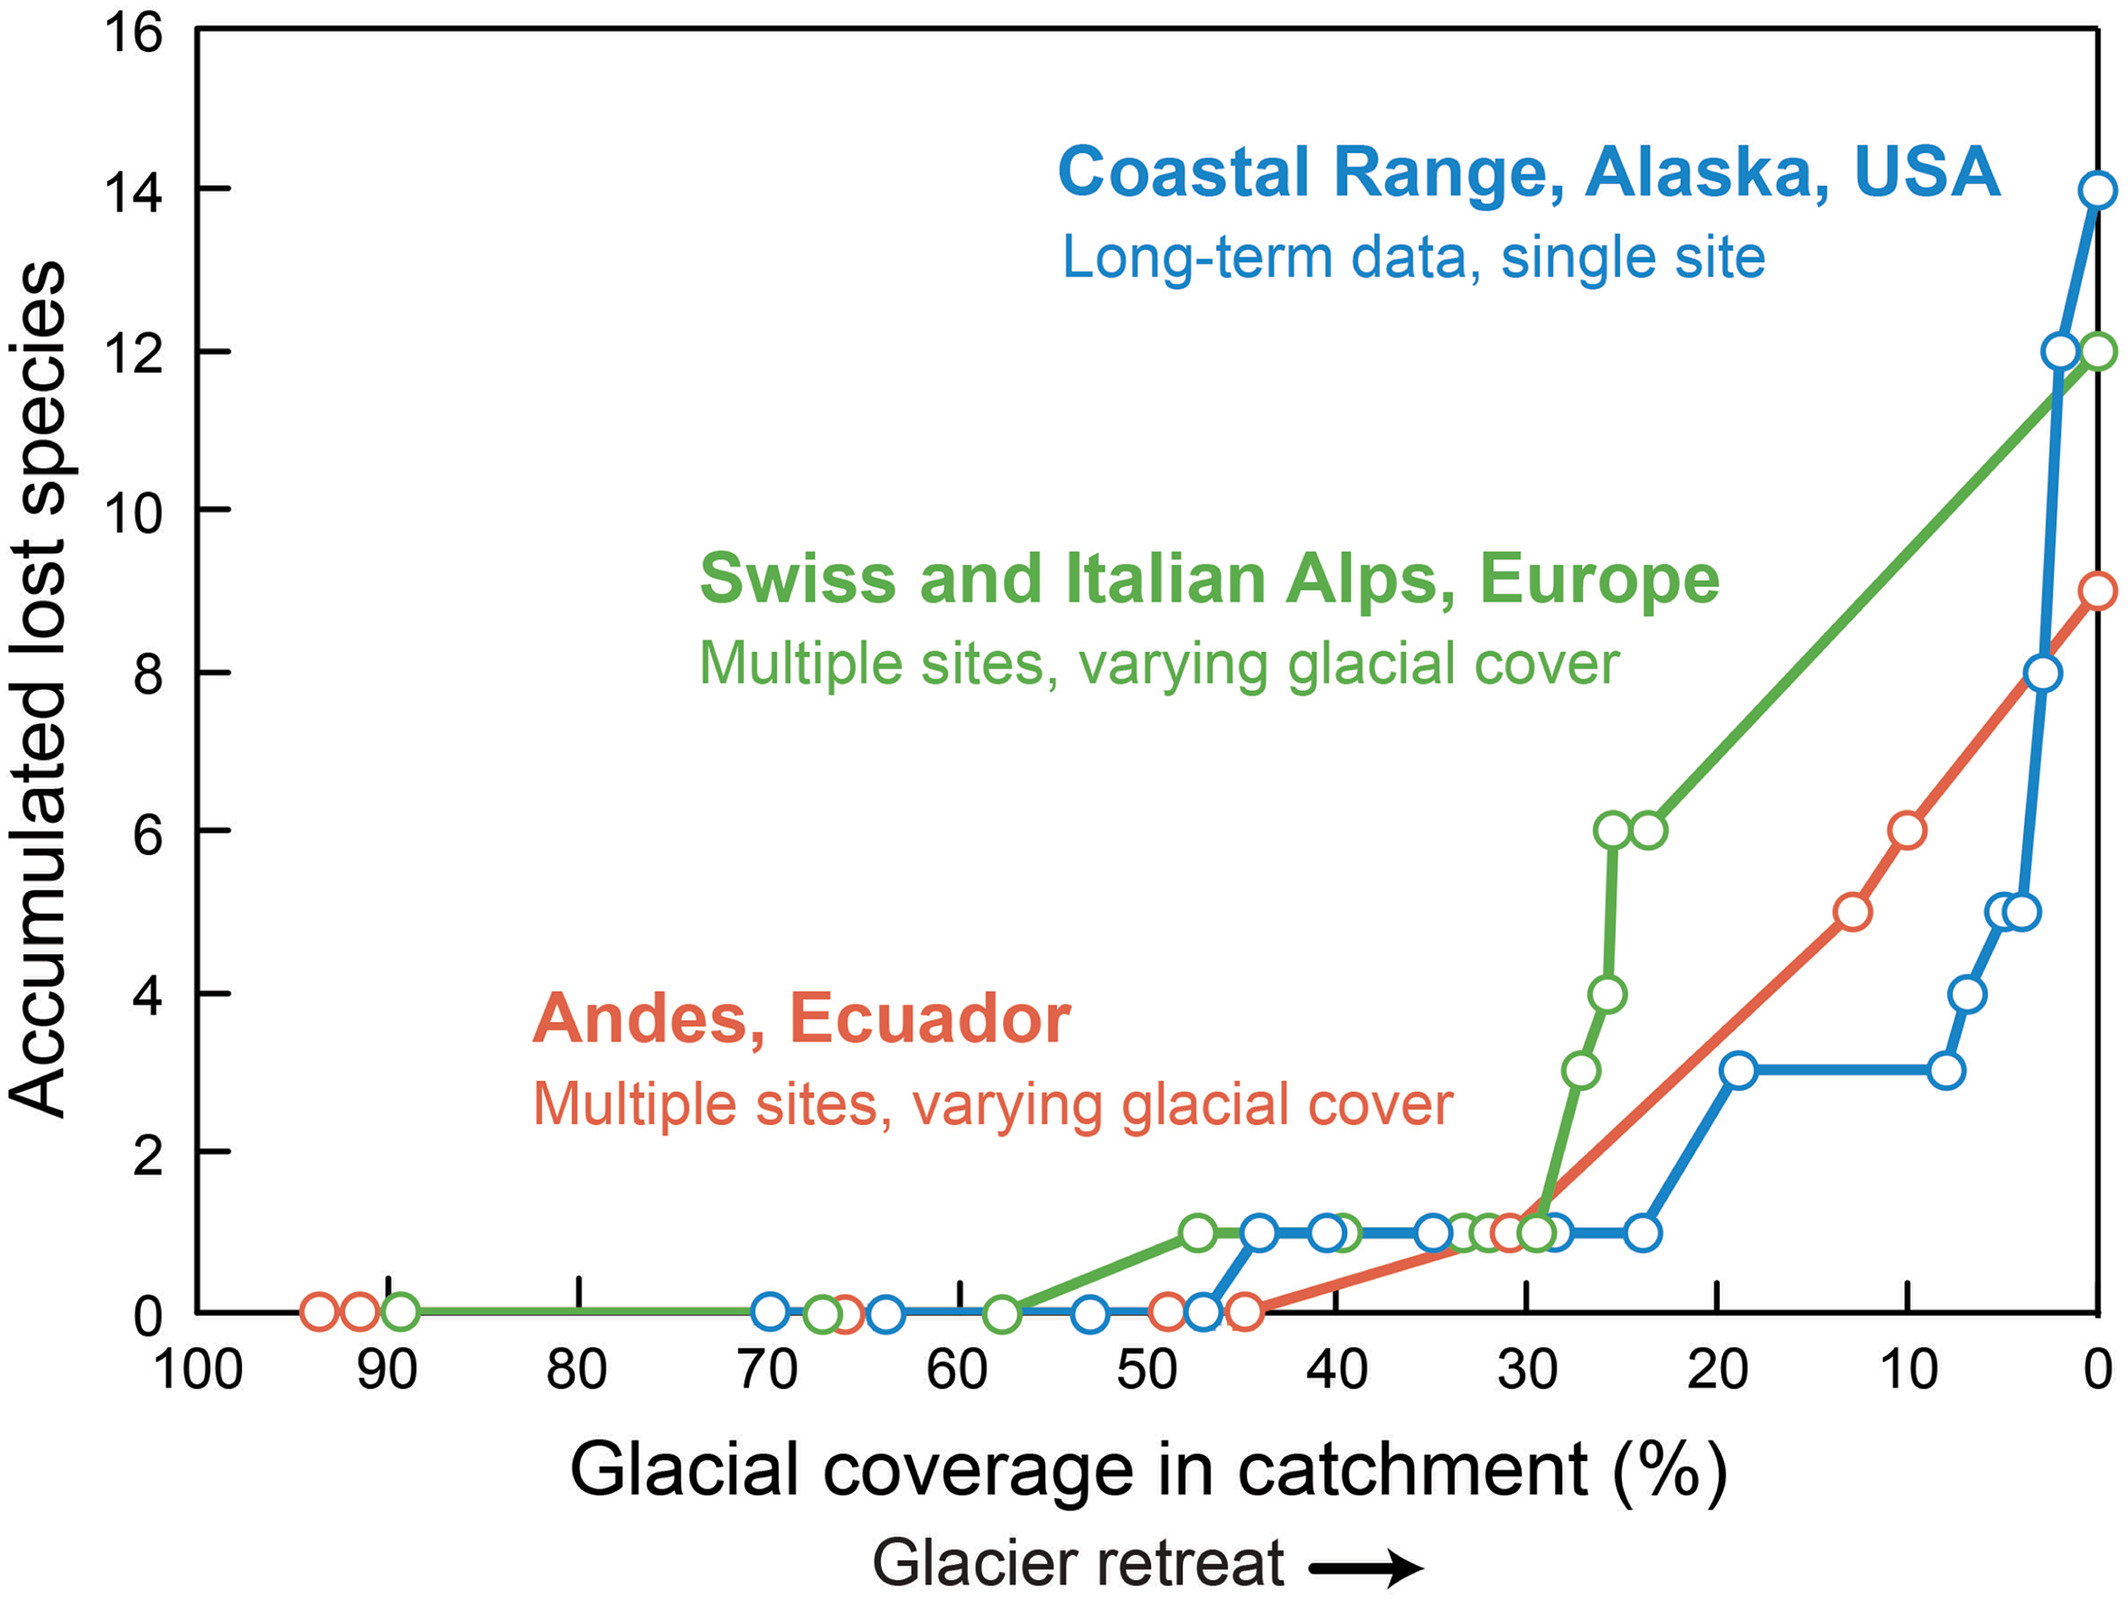 16
14
12
10
8
6
4
2
0
Accumulated lost species
Coastal Range, Alaska, USA
Long-term data, single site
Swiss and Italian Alps, Europe
Multiple sites, varying glacial cover
Andes, Ecuador
Multiple sites, varying glacial cover
100 90 80 70 60 50 40 30 20 10 0
Glacial coverage in catchment (%)
Glacier retreat